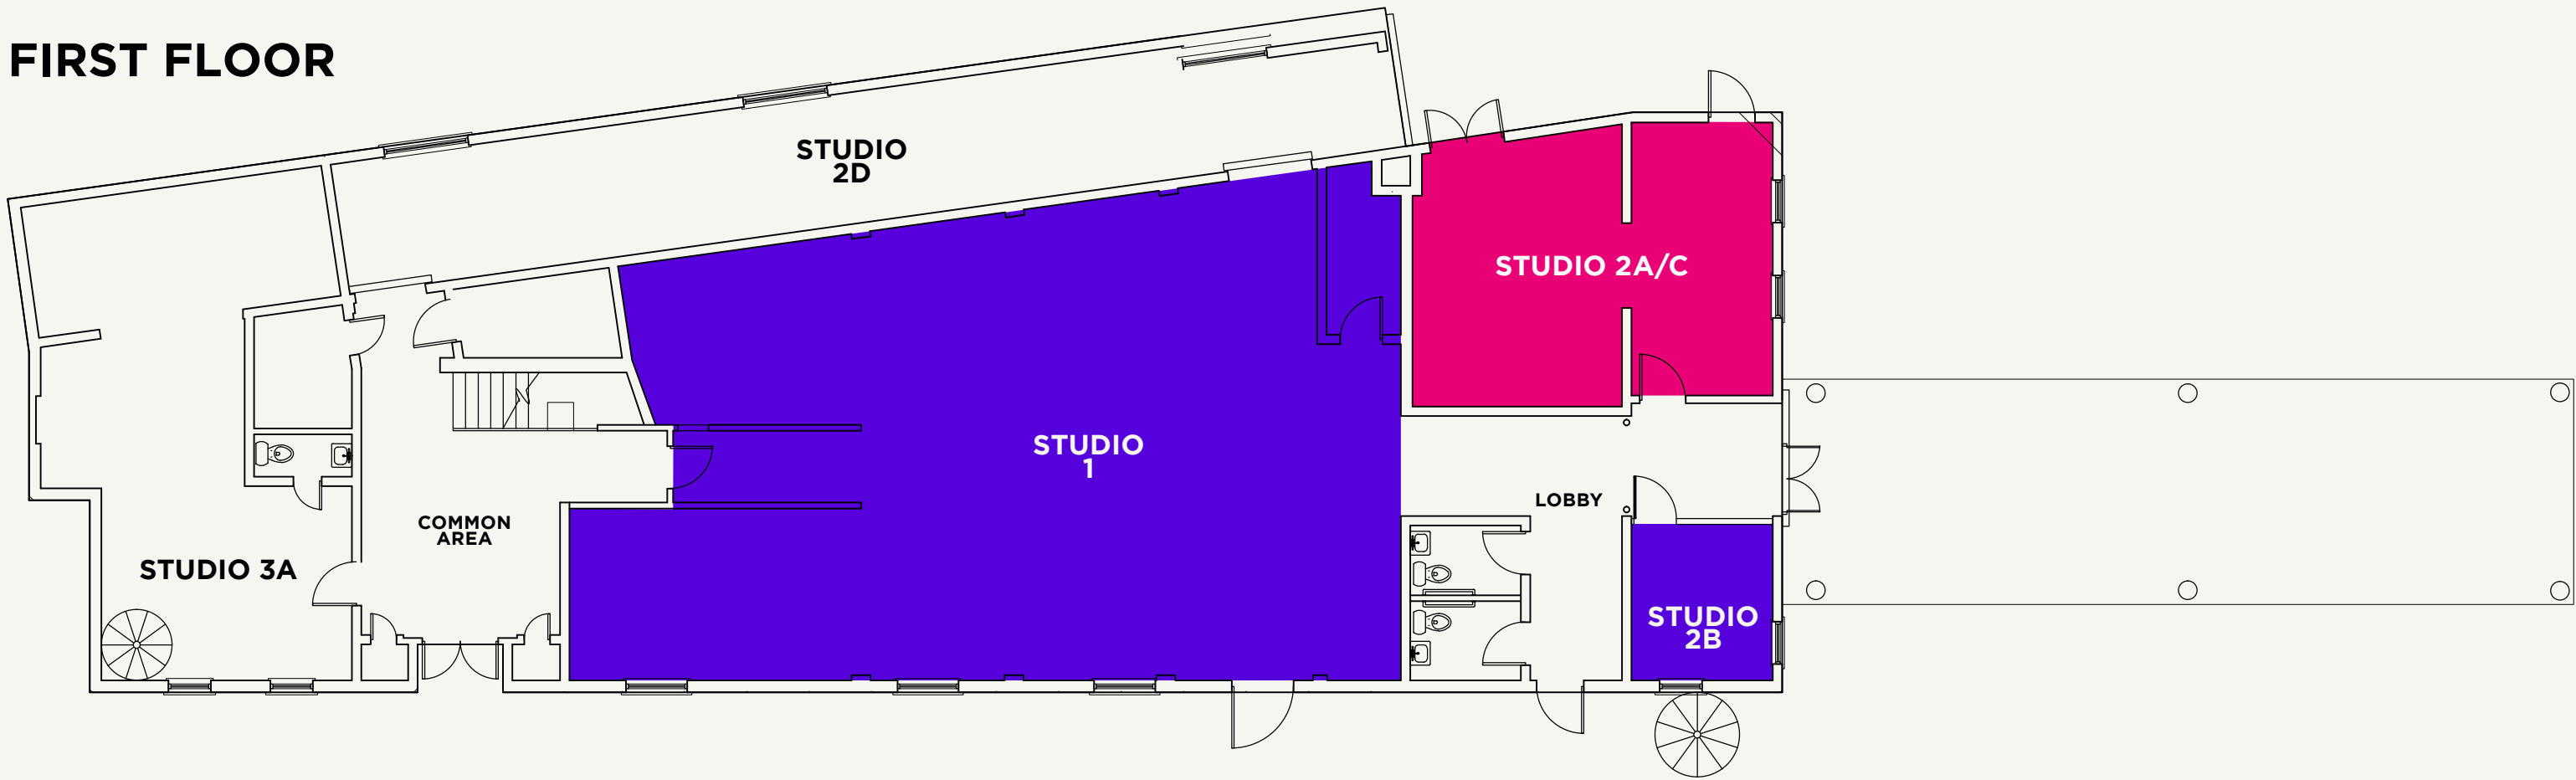 FIRST FLOOR
STUDIO
2D
STUDIO 2A/C
STUDIO
1
LOBBY
COMMON
AREA
STUDIO 3A
STUDIO
2B